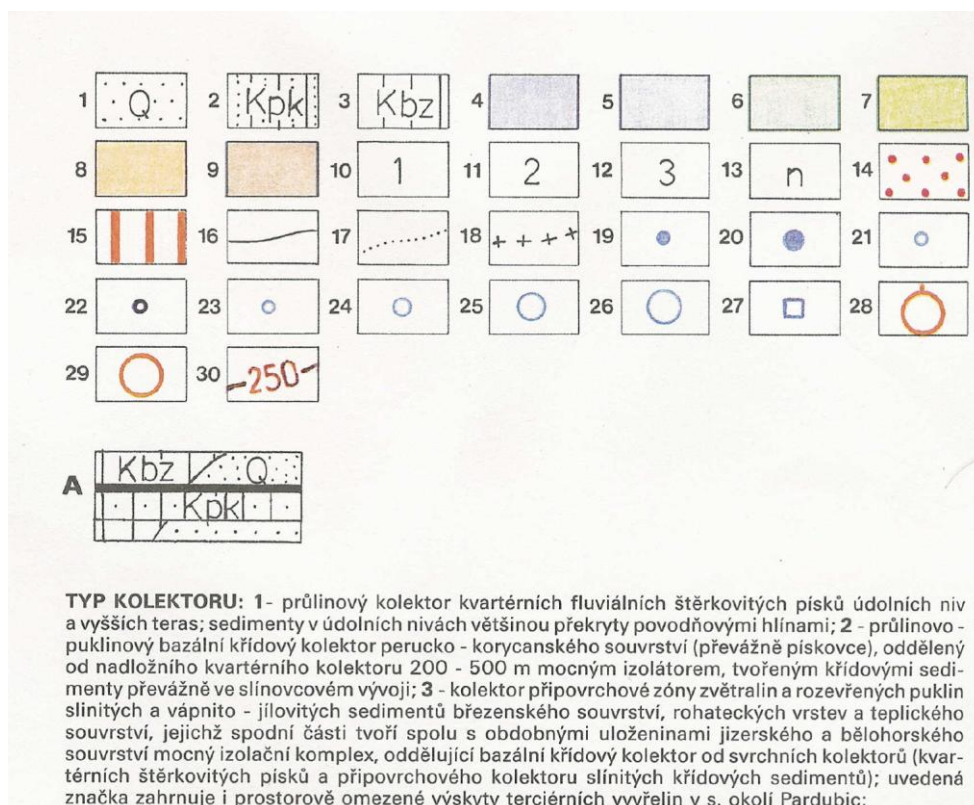 1 Q 2 Kpk 3 Kbz 4 5 6 7
8 9 10 1 11 2 12 3 13 n 14
15 16 17 18 19 20 21
22 23 24 25 26 27 28
29 30 -250-
A Kbz Q
Kpk
TYP KOLEKTORU: 1- průlinový kolektor kvartérních fluviálních štěrkovitých písků údolních niv
a vyšších teras; sedimenty v údolních nivách většinou překryty povodňovými hlínami; 2 - průlinovo -
puklinový bazální křídový kolektor perucko - korycanského souvrství (převážně pískovce), oddělený
od nadložního kvartérního kolektoru 200 - 500 m mocným izolátorem, tvořeným křídovými sedi-
menty převážně ve slínovcovém vývoji; 3 - kolektor připovrchové zóny zvětralin a rozevřených puklin
slinitých a vápnito - jílovitých sedimentů březenského souvrství, rohateckých vrstev a teplického
souvrství, jejichž spodní části tvoří spolu s obdobnými uloženinami jizerského a bělohorského
souvrství mocný izolační komplex, oddělující bazální křídový kolektor od svrchních kolektorů (kvar-
térních štěrkovitých písků a připovrchového kolektoru slínitých křídových sedimentů); uvedená
značka zahrnuje i prostorově omezené výskyty terciérních vyvřelin v s. okolí Pardubic;